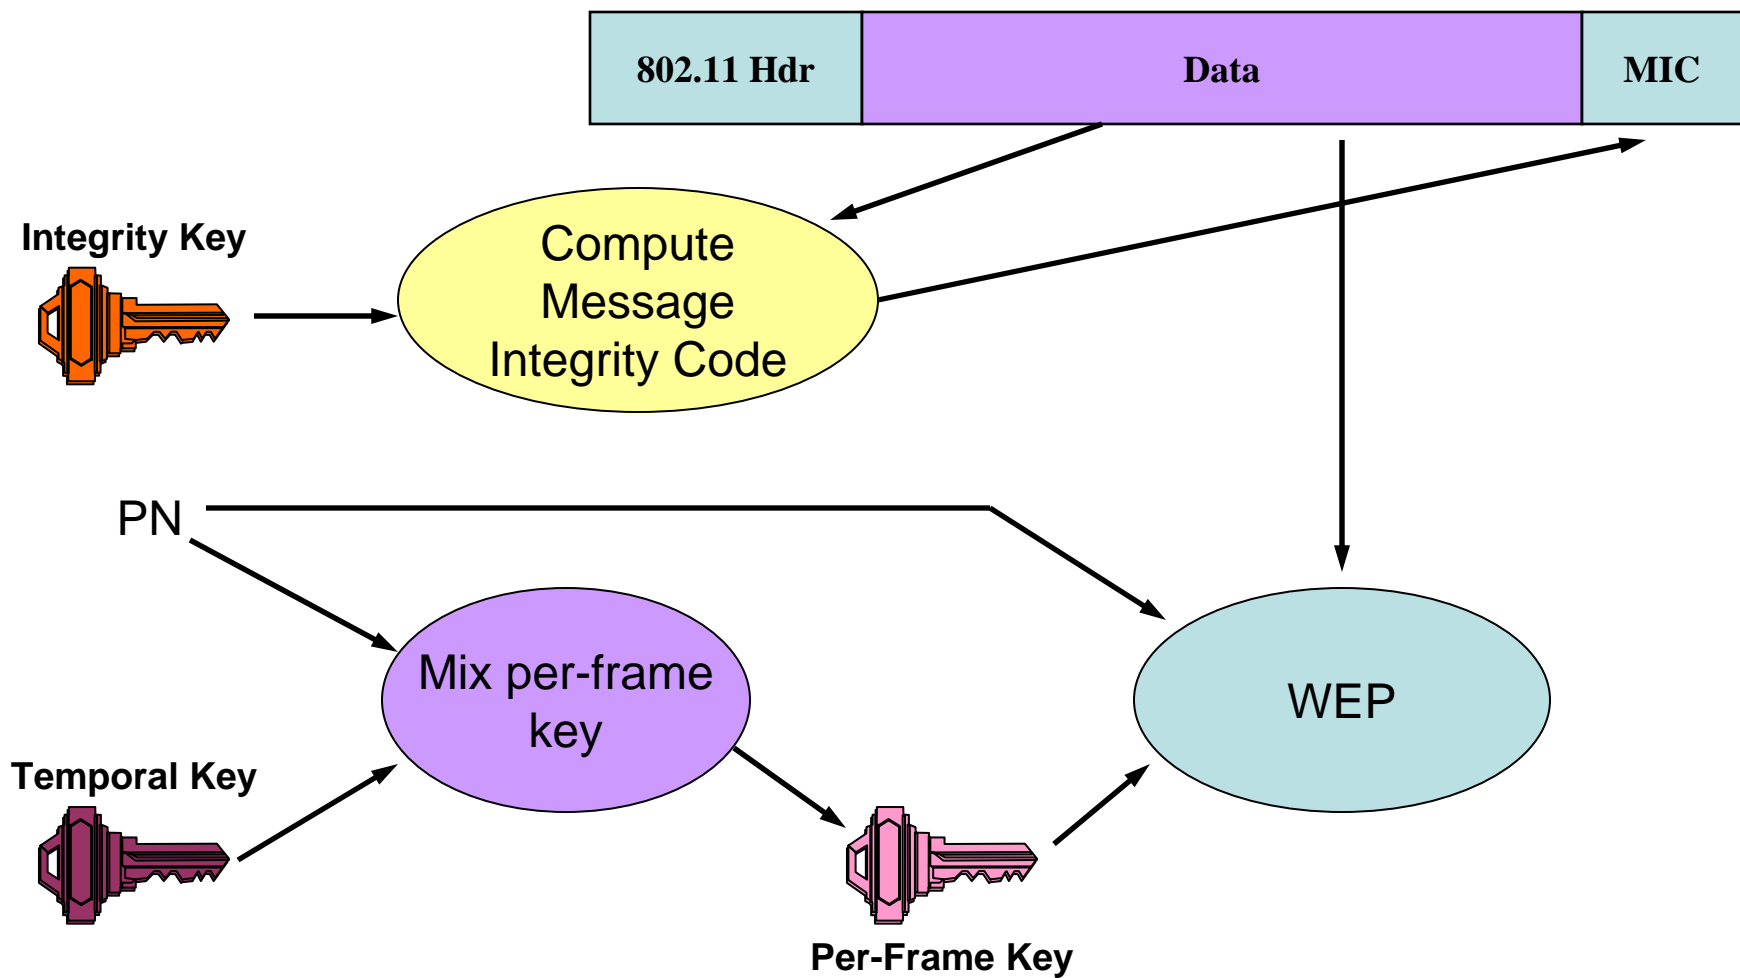 802.11 Hdr
Data
MIC
Integrity Key
Compute
Message
Integrity Code
PN
Mix per-frame
key
WEP
Temporal Key
Per-Frame Key